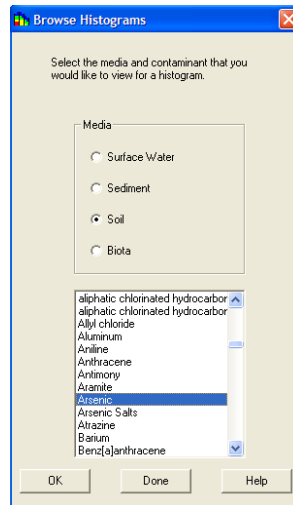 Browse Histograms
Select the media and contaminant that you
would like to view for a histogram.
Media
Surface Water
Sediment
Soil
Biota
aliphatic chlorinated hydrocarbor
aliphatic chlorinated hydrocarbor
Allyl chloride
Aluminum
Aniline
Anthracene
Antimony
Aramite
Arsenic
Arsenic Salts
Atrazine
Barium
Benz[a]anthracene
OK
Done
Help